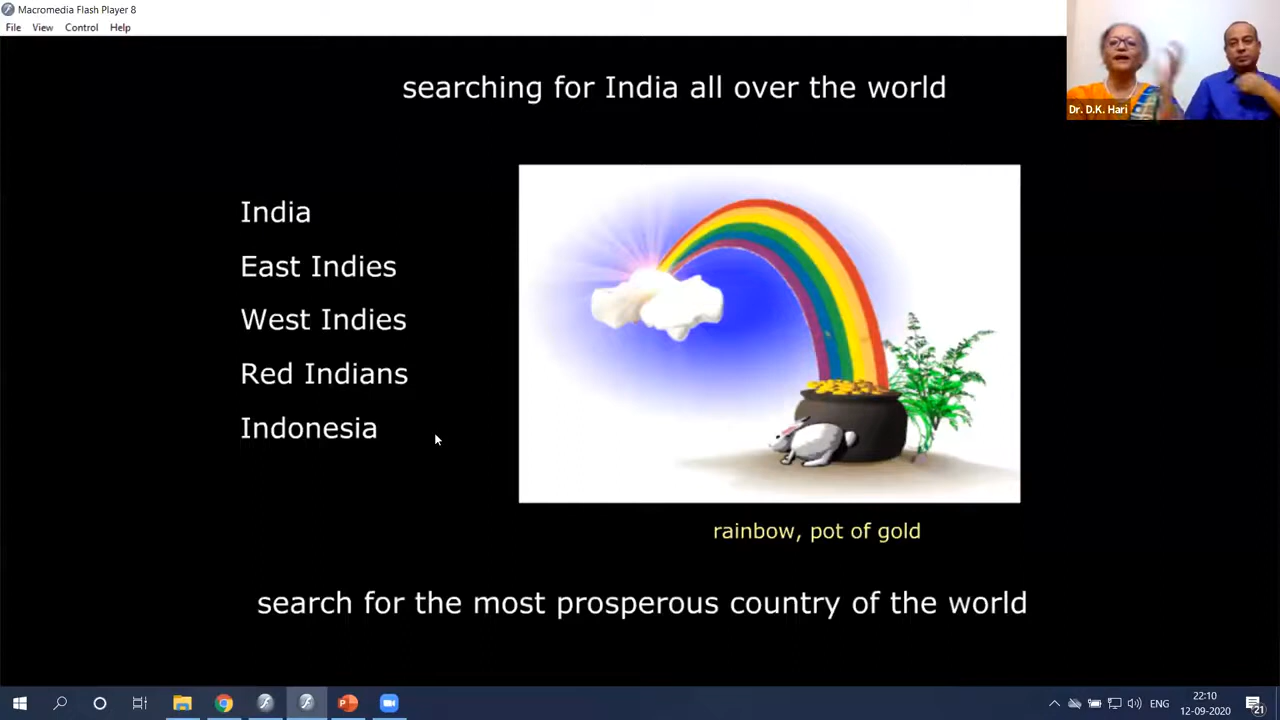 Macromedia Flash Player 8
File View Control Help
searching for India all over the world
Dr. D.K. Hari
India
East Indies
West Indies
Red Indians
Indonesia
rainbow, pot of gold
search for the most prosperous country of the world
ENG
22:10
12-09-2020
21